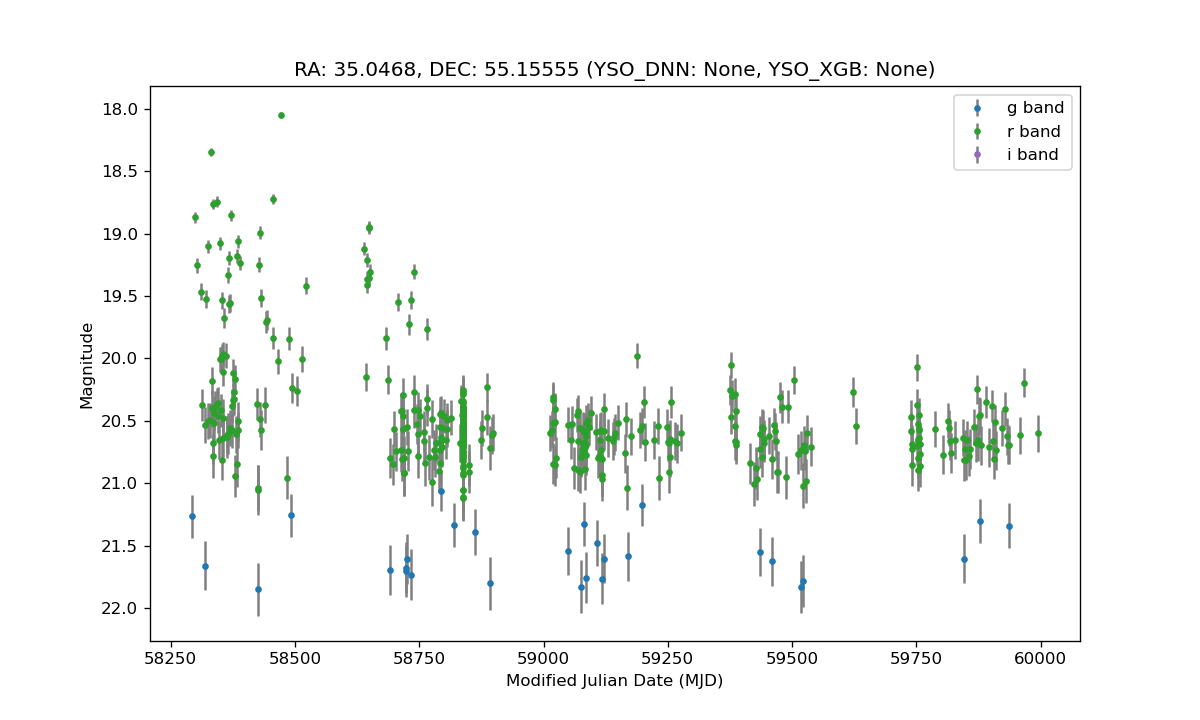 RA: 35.0468, DEC: 55.15555 (YSO_DNN: None, YSO_XGB: None)
g band
r band
i band
18.0
18.5
19.0
19.5
20.0
20.5
21.0
21.5
22.0
Magnitude
58250 58500 58750 59000 59250 59500 59750 60000
Modified Julian Date (MJD)